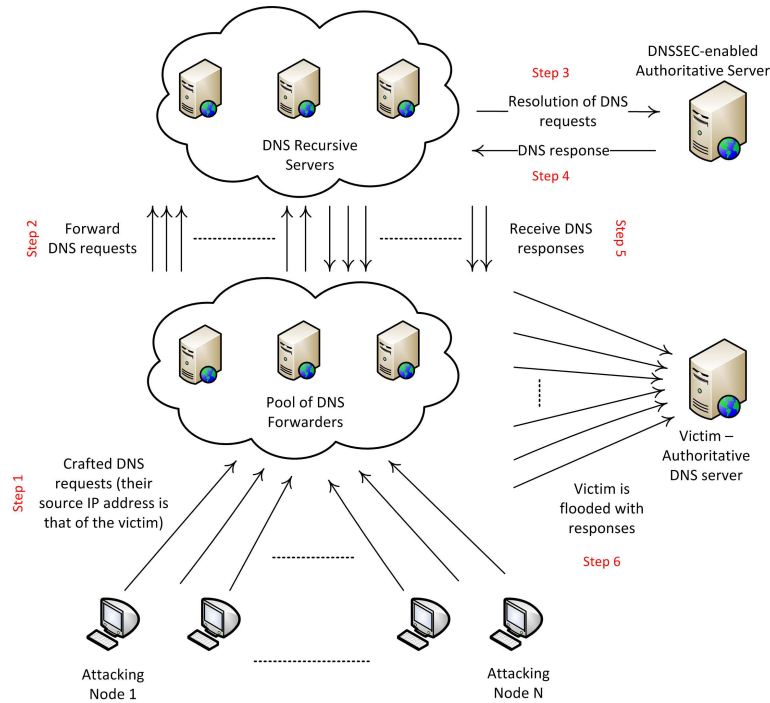 DNSSEC-enabled
Authoritative Server
Step 3
Resolution of DNS
requests
DNS Recursive
Servers
DNS response
Step 4
Step 2
Forward
DNS requests
Receive DNS
responses
Step 5
Pool of DNS
Forwarders
Victim –
Authoritative
DNS server
Step 1
Crafted DNS
requests (their
source IP address is
that of the victim)
Victim is
flooded with
responses
Step 6
Attacking
Node 1
Attacking
Node N